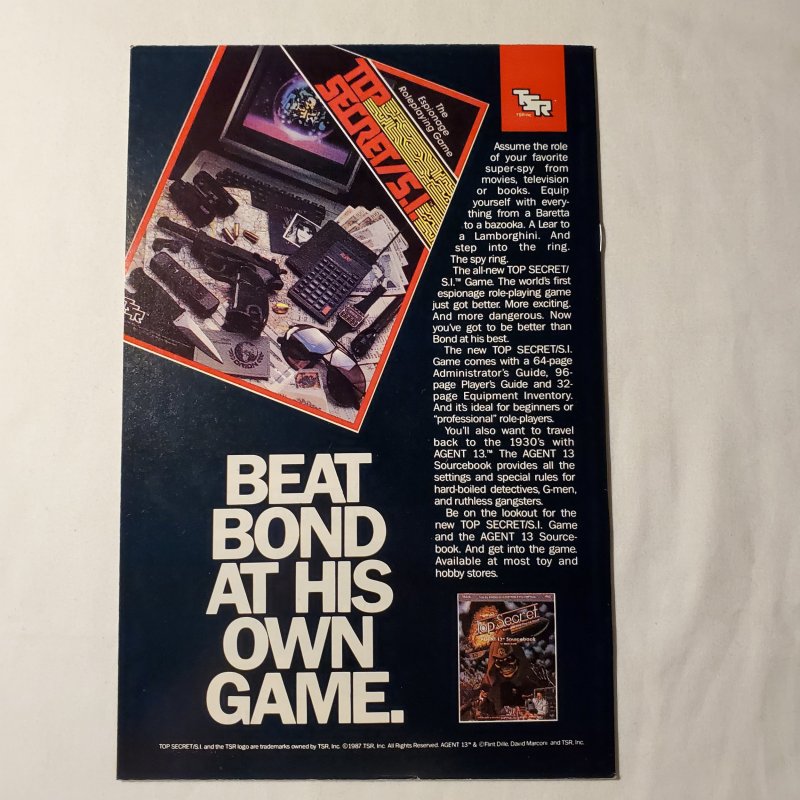 TOP
SECRET/S.I.
The
Espionage
Roleplaying Game
TSR
TSR, Inc.
Assume the role
of your favorite
super-spy from
movies, television
or books. Equip
yourself with every-
thing from a Baretta
to a bazooka. A Lear to
a Lamborghini. And
step into the ring.
The spy ring.
The all-new TOP SECRET/
S.I.™ Game. The world's first
espionage role-playing game
just got better. More exciting.
And more dangerous. Now
you've got to be better than
Bond at his best.
The new TOP SECRET/S.I.
Game comes with a 64-page
Administrator's Guide, 96-
page Player's Guide and 32-
page Equipment Inventory.
And it's ideal for beginners or
"professional" role-players.
You'll also want to travel
back to the 1930's with
AGENT 13.™ The AGENT 13
Sourcebook provides all the
settings and special rules for
hard-boiled detectives, G-men,
and ruthless gangsters.
Be on the lookout for the
new TOP SECRET/S.I. Game
and the AGENT 13 Source-
book. And get into the game.
Available at most toy and
hobby stores.
TSR
BEAT
BOND
AT HIS
OWN
GAME.
Top Secret
13™ Sourcebook
TOP SECRET/S.I. and the TSR logo are trademarks owned by TSR, Inc. ©1987 TSR, Inc. All Rights Reserved. AGENT 13™ & ©Flint Dille, David Marconi and TSR, Inc.